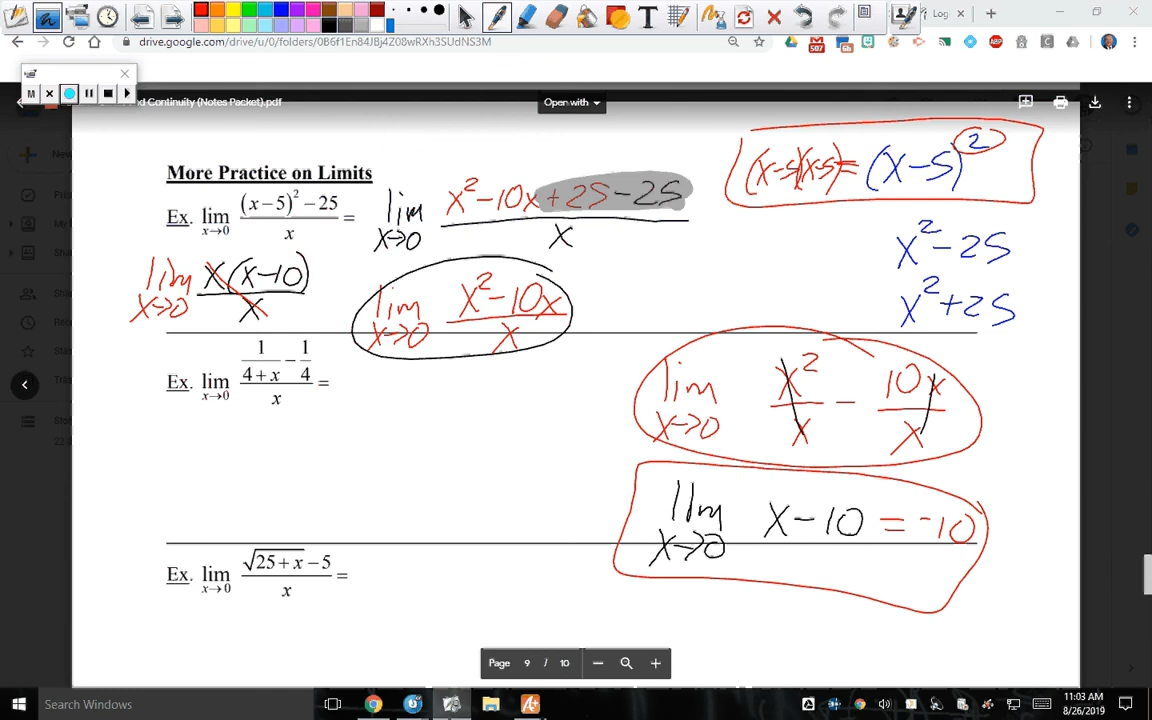 Log
drive.google.com/drive/u/0/folders/0B6f1En84JBj4Z08wRXh3SUdNS3M
507
M
nd Continuity (Notes Packet).pdf
Open with
More Practice on Limits
(x-5)(x-5)= (x-5)²
Ex. lim x→0 ((x−5)² − 25)/x =
lim x→0 (x²-10x+25-25)/x
x²-25
x²+25
lim x→0 x(x-10)/x
lim x→0 (x²-10x)/x
Ex. lim x→0 (1/(4+x) − 1/4)/x =
lim x→0 x²/x - 10x/x
lim x→0 x-10 = -10
Ex. lim x→0 (√(25+x) − 5)/x =
Page 9 / 10
Search Windows
11:03 AM
8/26/2019